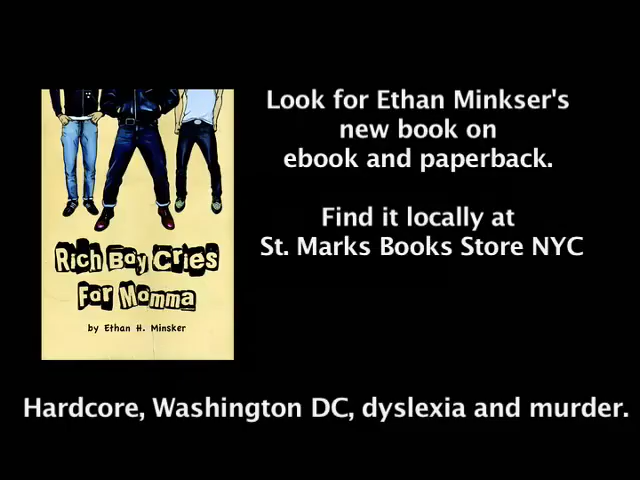 Look for Ethan Minkser's
new book on
ebook and paperback.
Find it locally at
St. Marks Books Store NYC
Rich Boy Cries
For Momma
by Ethan H. Minsker
Hardcore, Washington DC, dyslexia and murder.